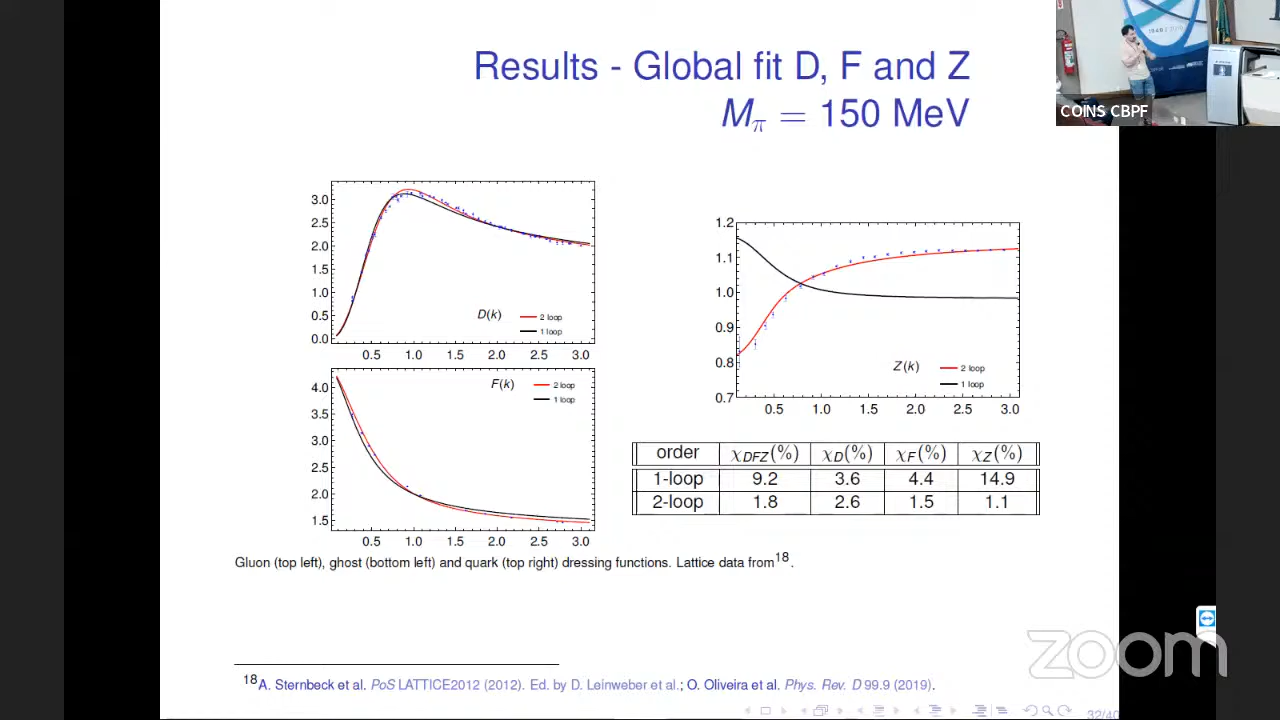 Results - Global fit D, F and Z
Mπ = 150 MeV
COINS CBPF
3.0
2.5
2.0
1.5
1.0
0.5
0.0
D(k)
2 loop
1 loop
0.5 1.0 1.5 2.0 2.5 3.0
4.0
3.5
3.0
2.5
2.0
1.5
F(k)
2 loop
1 loop
0.5 1.0 1.5 2.0 2.5 3.0
1.2
1.1
1.0
0.9
0.8
0.7
Z(k)
2 loop
1 loop
0.5 1.0 1.5 2.0 2.5 3.0
order χDFZ(%) χD(%) χF(%) χZ(%)
1-loop 9.2 3.6 4.4 14.9
2-loop 1.8 2.6 1.5 1.1
Gluon (top left), ghost (bottom left) and quark (top right) dressing functions. Lattice data from18.
18A. Sternbeck et al. PoS LATTICE2012 (2012). Ed. by D. Leinweber et al.; O. Oliveira et al. Phys. Rev. D 99.9 (2019).
zoom
32/40